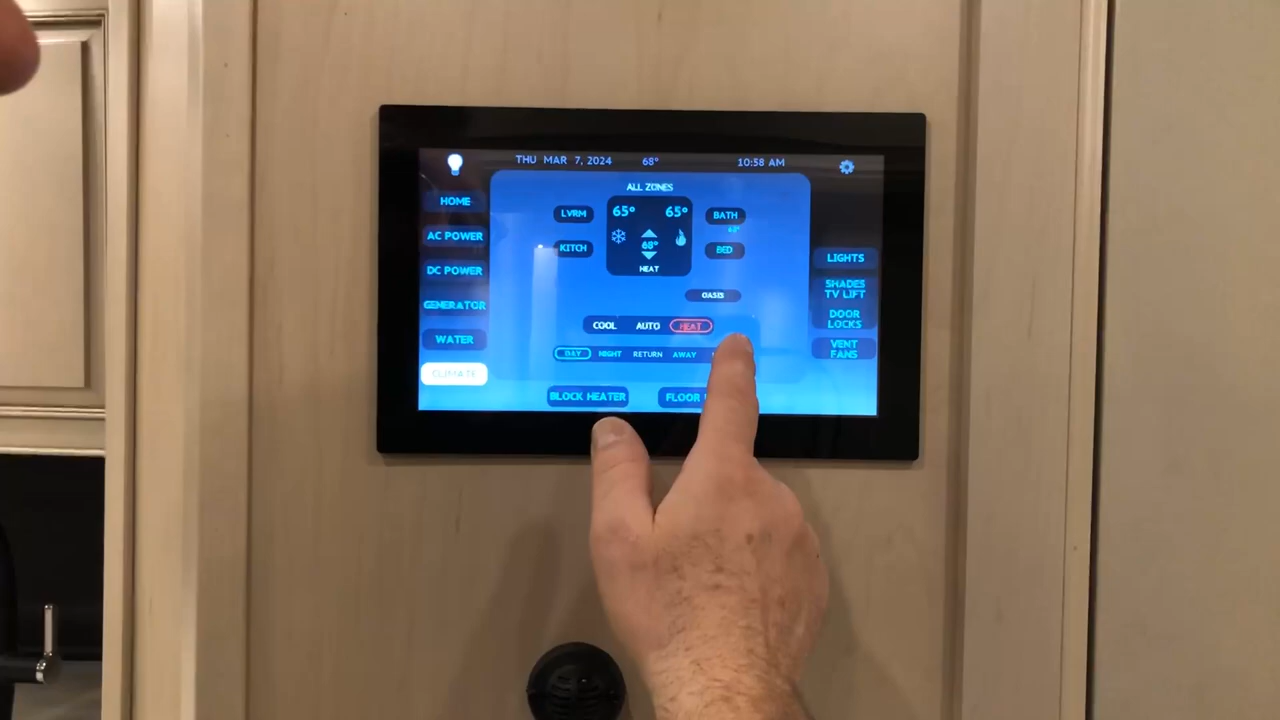 THU MAR 7, 2024 68° 10:58 AM
HOME
AC POWER
DC POWER
GENERATOR
WATER
CLIMATE
ALL ZONES
LVRM
65° 65°
BATH
68°
KITCH
68°
BED
HEAT
OASIS
COOL AUTO HEAT
DAY NIGHT RETURN AWAY
BLOCK HEATER
FLOOR
LIGHTS
SHADES
TV LIFT
DOOR
LOCKS
VENT
FANS